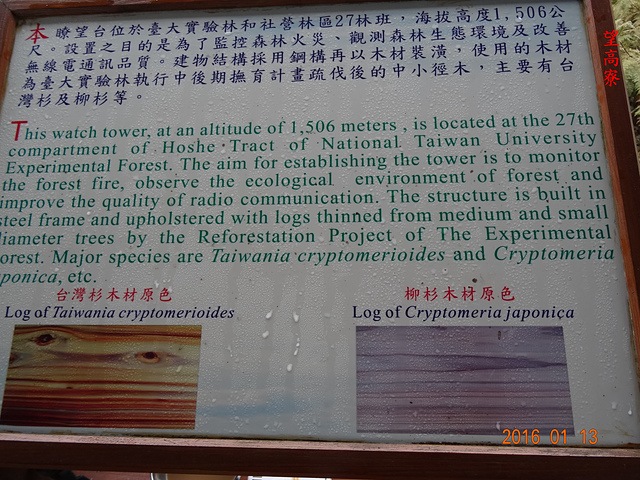 本瞭望台位於臺大實驗林和社營林區27林班，海拔高度1,506公
尺。設置之目的是為了監控森林火災、觀測森林生態環境及改善
無線電通訊品質。建物結構採用鋼構再以木材裝潢，使用的木材
為臺大實驗林執行中後期撫育計畫疏伐後的中小徑木，主要有台
灣杉及柳杉等。
望高寮
This watch tower, at an altitude of 1,506 meters , is located at the 27th
compartment of Hoshe Tract of National Taiwan University
Experimental Forest. The aim for establishing the tower is to monitor
the forest fire, observe the ecological environment of forest and
improve the quality of radio communication. The structure is built in
steel frame and upholstered with logs thinned from medium and small
iameter trees by the Reforestation Project of The Experimental
orest. Major species are Taiwania cryptomerioides and Cryptomeria
ponica, etc.
台灣杉木材原色
Log of Taiwania cryptomerioides
柳杉木材原色
Log of Cryptomeria japonica
2016 01 13